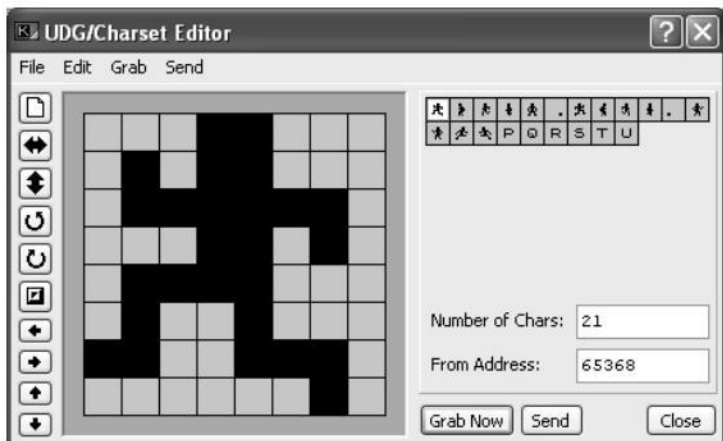 UDG/Charset Editor
File Edit Grab Send
P Q R S T U
Number of Chars: 21
From Address: 65368
Grab Now Send Close